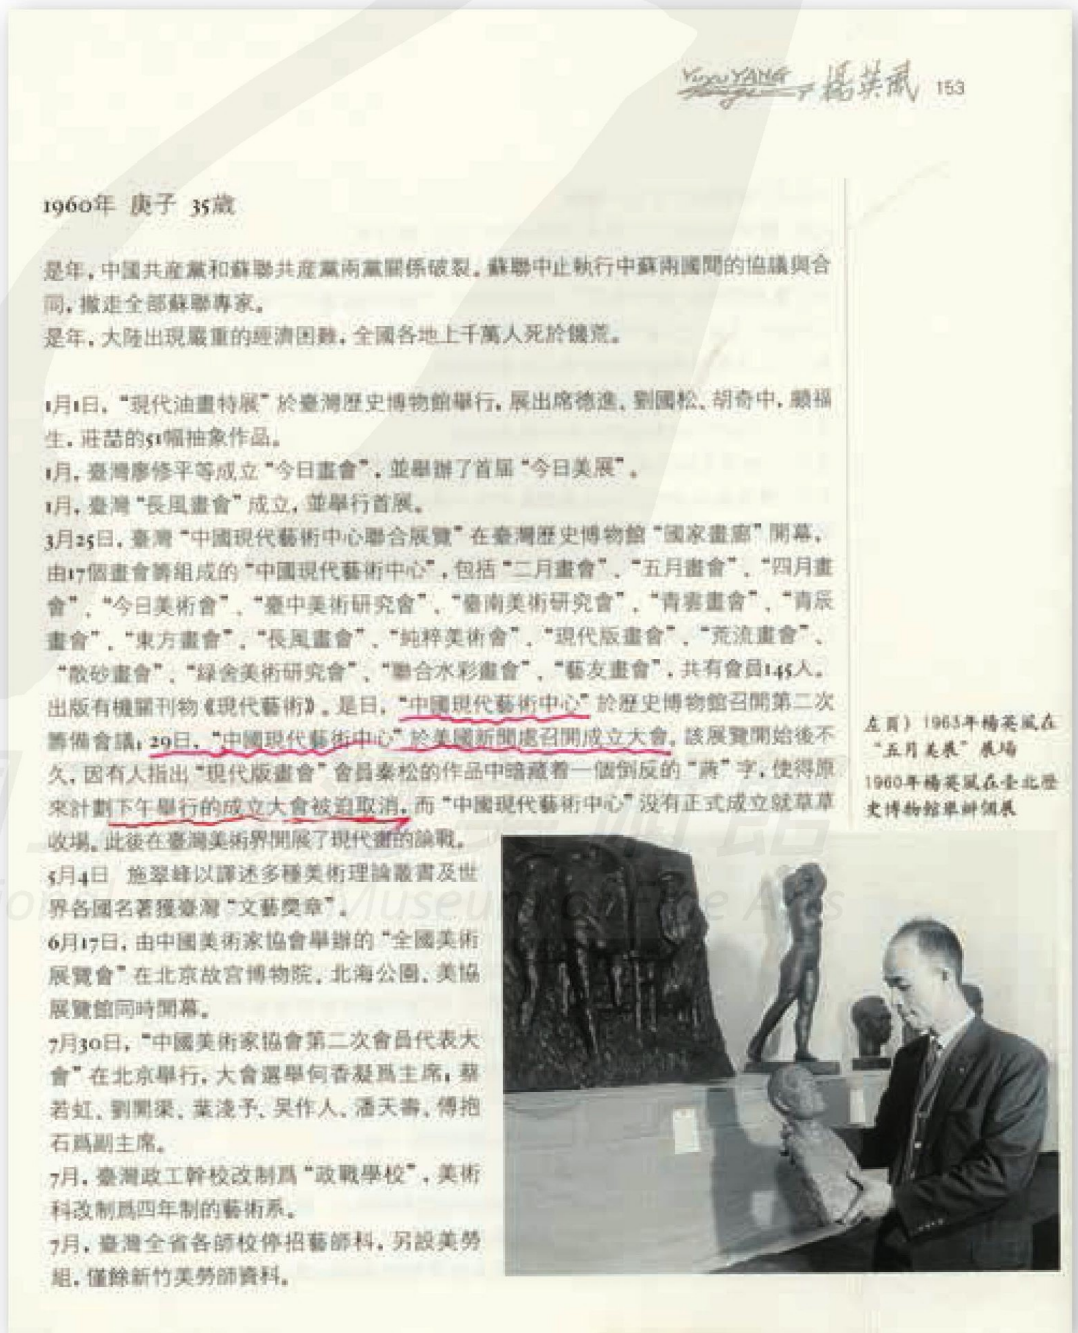 YUYU YANG 楊英風 153
1960年 庚子 35歲
是年，中國共産黨和蘇聯共産黨兩黨關係破裂。蘇聯中止執行中蘇兩國間的協議與合
同，撤走全部蘇聯專家。
是年，大陸出現嚴重的經濟困難，全國各地上千萬人死於饑荒。
1月1日，“現代油畫特展”於臺灣歷史博物館舉行，展出席德進、劉國松、胡奇中、顧福
生、莊喆的51幅抽象作品。
1月，臺灣廖修平等成立“今日畫會”，並舉辦了首届“今日美展”。
1月，臺灣“長風畫會”成立，並舉行首展。
3月25日，臺灣“中國現代藝術中心聯合展覽”在臺灣歷史博物館“國家畫廊”開幕，
由17個畫會籌組成的“中國現代藝術中心”，包括“二月畫會”、“五月畫會”、“四月畫
會”、“今日美術會”、“臺中美術研究會”、“臺南美術研究會”、“青雲畫會”、“青辰
畫會”、“東方畫會”、“長風畫會”、“純粹美術會”、“現代版畫會”、“荒流畫會”、
“散砂畫會”、“緑舍美術研究會”、“聯合水彩畫會”、“藝友畫會”，共有會員145人。
出版有機關刊物《現代藝術》。是日，“中國現代藝術中心”於歷史博物館召開第二次
籌備會議；29日，“中國現代藝術中心”於美國新聞處召開成立大會。該展覽開始後不
久，因有人指出“現代版畫會”會員秦松的作品中暗藏着一個倒反的“蔣”字，使得原
來計劃下午舉行的成立大會被迫取消，而“中國現代藝術中心”没有正式成立就草草
收場。此後在臺灣美術界開展了現代畫的論戰。
5月4日 施翠峰以譯述多種美術理論叢書及世
界各國名著獲臺灣“文藝獎章”。
6月17日，由中國美術家協會舉辦的“全國美術
展覽會”在北京故宫博物院、北海公園、美協
展覽館同時開幕。
7月30日，“中國美術家協會第二次會員代表大
會”在北京舉行，大會選舉何香凝爲主席；蔡
若虹、劉開渠、葉淺予、吴作人、潘天壽、傅抱
石爲副主席。
7月，臺灣政工幹校改制爲“政戰學校”，美術
科改制爲四年制的藝術系。
7月，臺灣全省各師校停招藝師科，另設美勞
組，僅餘新竹美勞師資科。
左頁）1963年楊英風在
“五月美展”展場
1960年楊英風在臺北歷
史博物館舉辦個展
Museum of Fine Arts